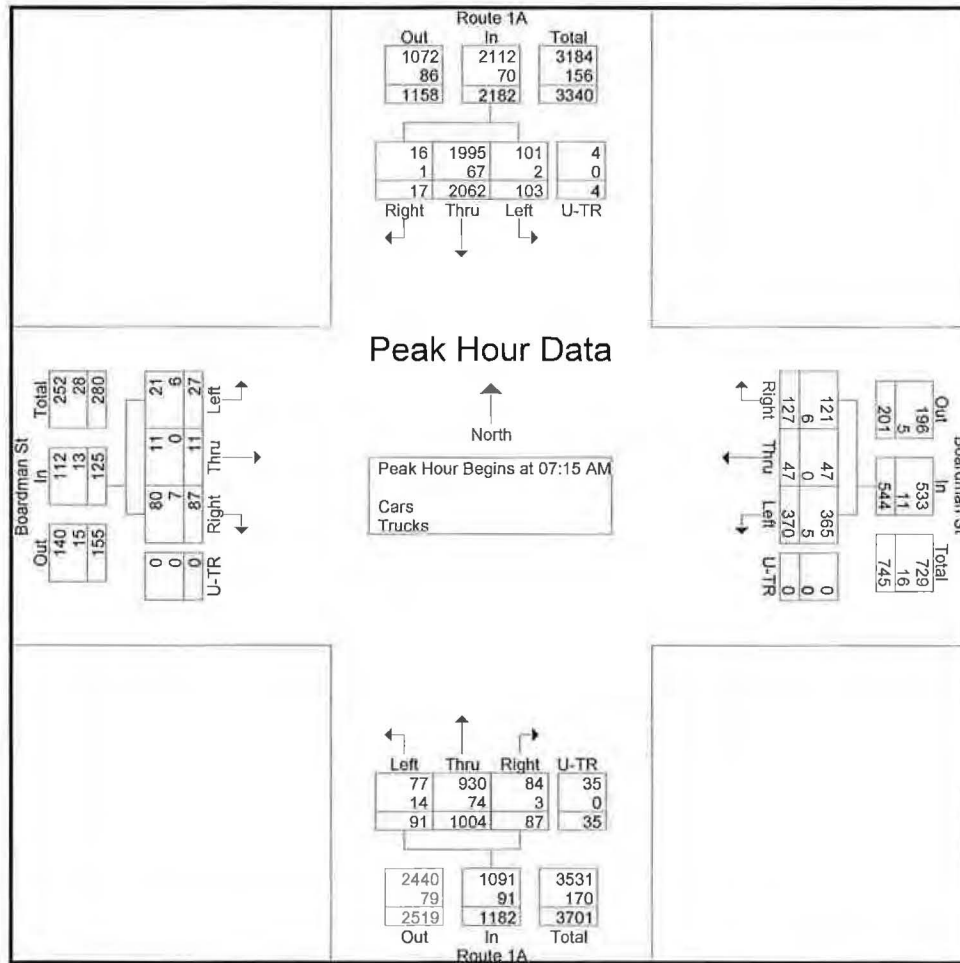 Route 1A
Out In Total
1072 2112 3184
86 70 156
1158 2182 3340
16 1995 101 4
1 67 2 0
17 2062 103 4
Right Thru Left U-TR
Peak Hour Data
North
Peak Hour Begins at 07:15 AM
Cars
Trucks
Boardman St
Total In Out
252 112 140
28 13 15
280 125 155
21 11 80 0
6 0 7 0
27 11 87 0
Left Thru Right U-TR
Boardman St
Out In Total
196 533 729
5 11 16
201 544 745
121 47 365 0
6 0 5 0
127 47 370 0
Right Thru Left U-TR
Left Thru Right U-TR
77 930 84 35
14 74 3 0
91 1004 87 35
2440 1091 3531
79 91 170
2519 1182 3701
Out In Total
Route 1A